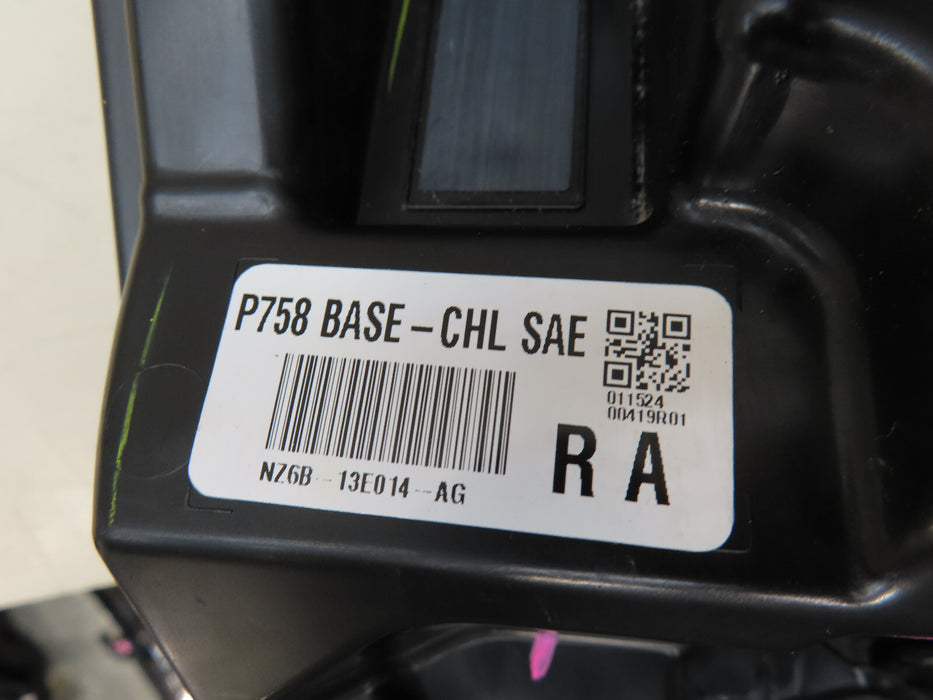 P758 BASE-CHL SAE
011524
00419R01
R A
NZ6B-13E014-AG